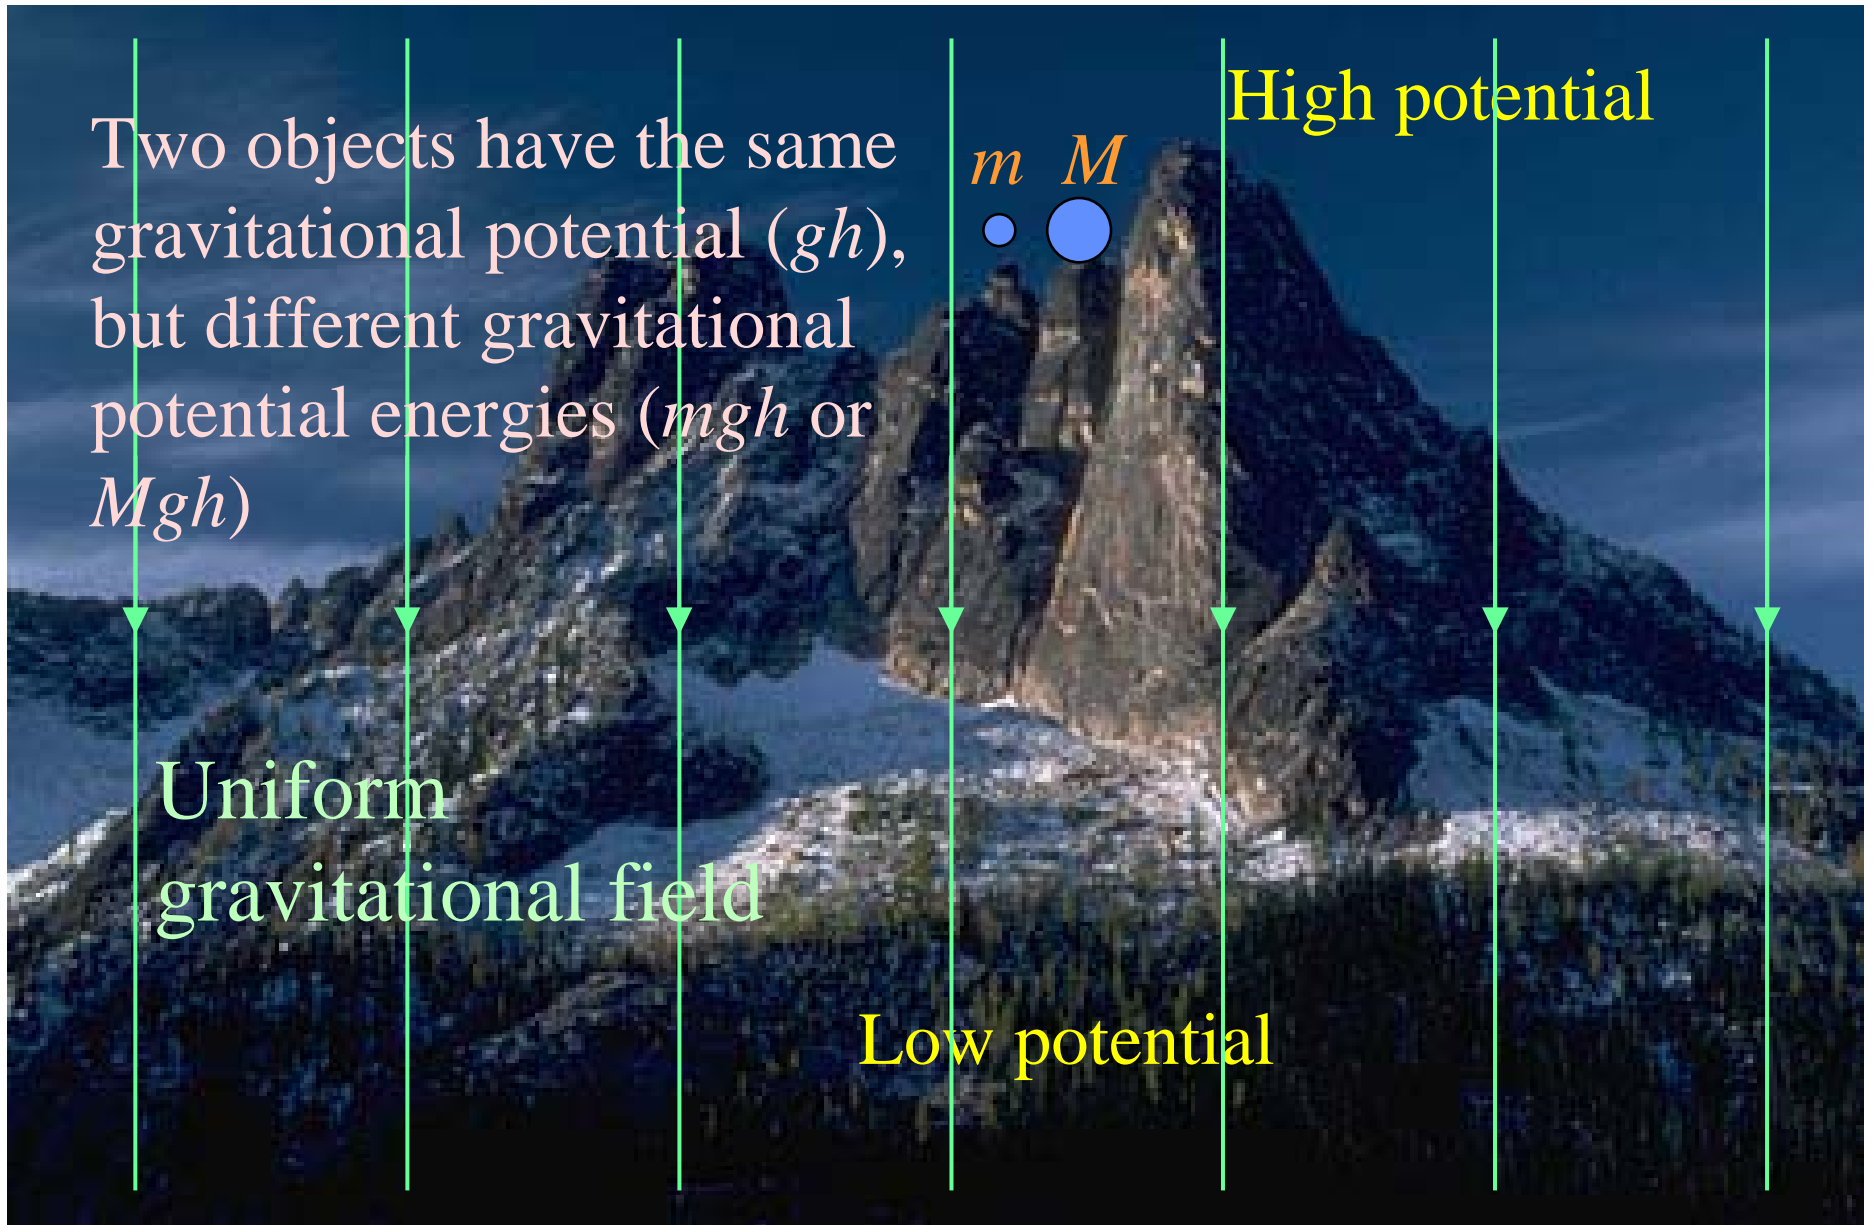 High potential
Two objects have the same
m M
gravitational potential (gh),
but different gravitational
potential energies (mgh or
Mgh)
Uniform
gravitational field
Low potential